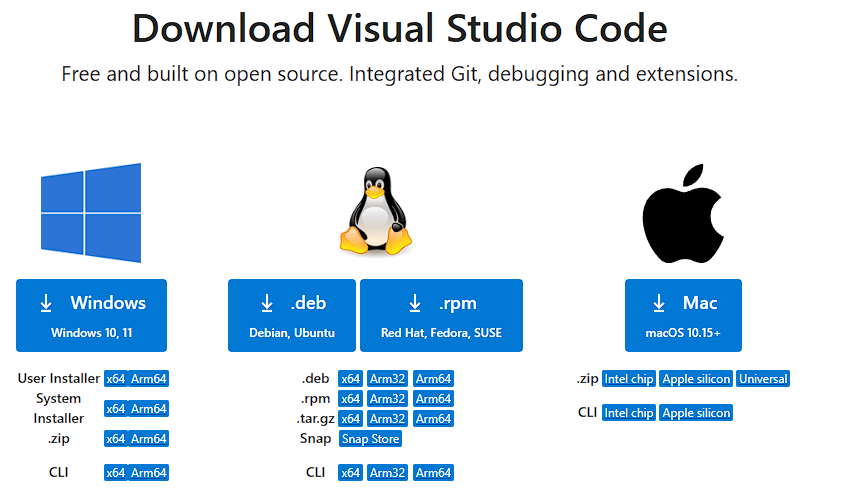 Download Visual Studio Code
Free and built on open source. Integrated Git, debugging and extensions.
Windows
Windows 10, 11
User Installer x64 Arm64
System
Installer x64 Arm64
.zip x64 Arm64
CLI x64 Arm64
.deb
Debian, Ubuntu
.rpm
Red Hat, Fedora, SUSE
.deb x64 Arm32 Arm64
.rpm x64 Arm32 Arm64
.tar.gz x64 Arm32 Arm64
Snap Snap Store
CLI x64 Arm32 Arm64
Mac
macOS 10.15+
.zip Intel chip Apple silicon Universal
CLI Intel chip Apple silicon